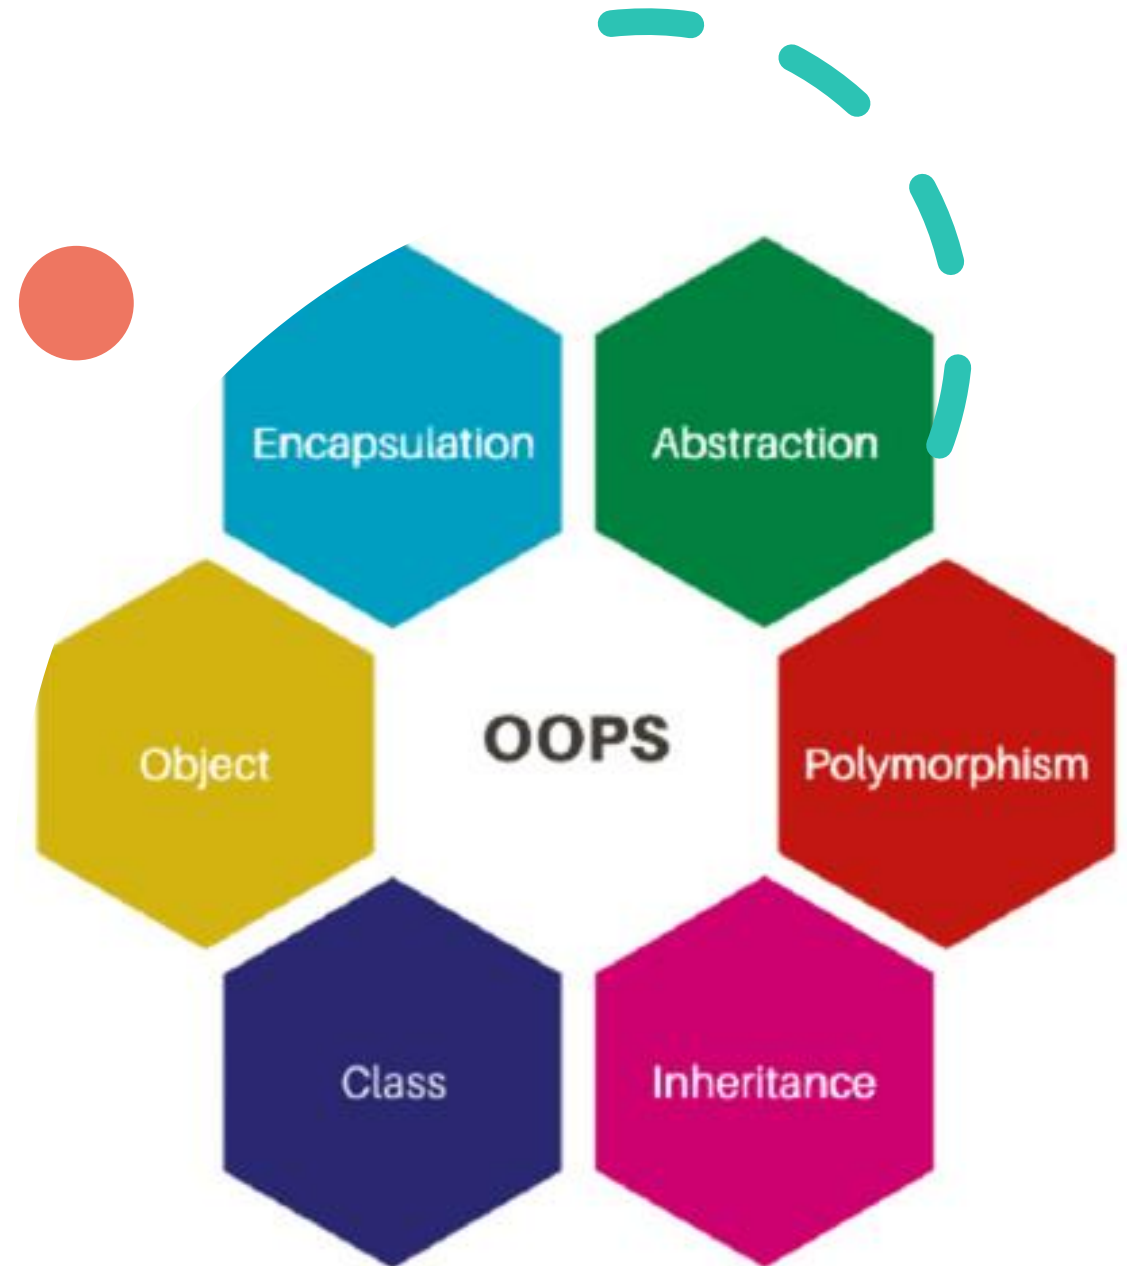 Encapsulation
Abstraction
Object
OOPS
Polymorphism
Class
Inheritance